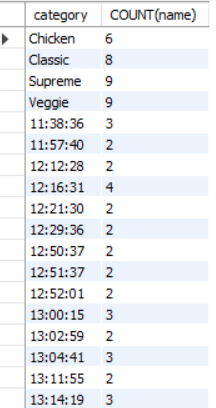 category COUNT(name)
Chicken 6
Classic 8
Supreme 9
Veggie 9
11:38:36 3
11:57:40 2
12:12:28 2
12:16:31 4
12:21:30 2
12:29:36 2
12:50:37 2
12:51:37 2
12:52:01 2
13:00:15 3
13:02:59 2
13:04:41 3
13:11:55 2
13:14:19 3